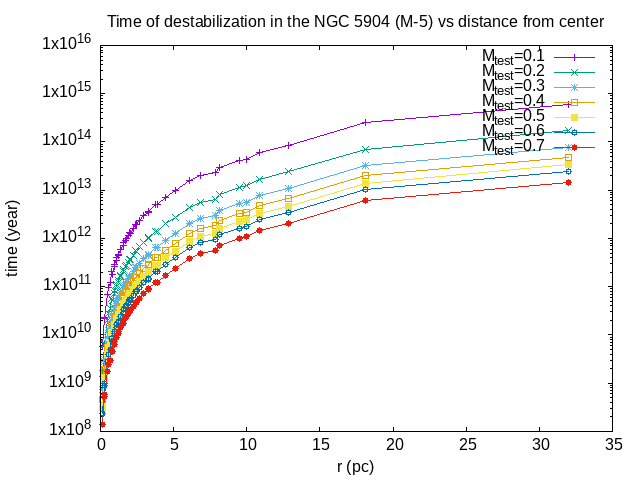 Time of destabilization in the NGC 5904 (M-5) vs distance from center
1x10^16
1x10^15
1x10^14
1x10^13
1x10^12
1x10^11
1x10^10
1x10^9
1x10^8
time (year)
M_test=0.1
M_test=0.2
M_test=0.3
M_test=0.4
M_test=0.5
M_test=0.6
M_test=0.7
0 5 10 15 20 25 30 35
r (pc)